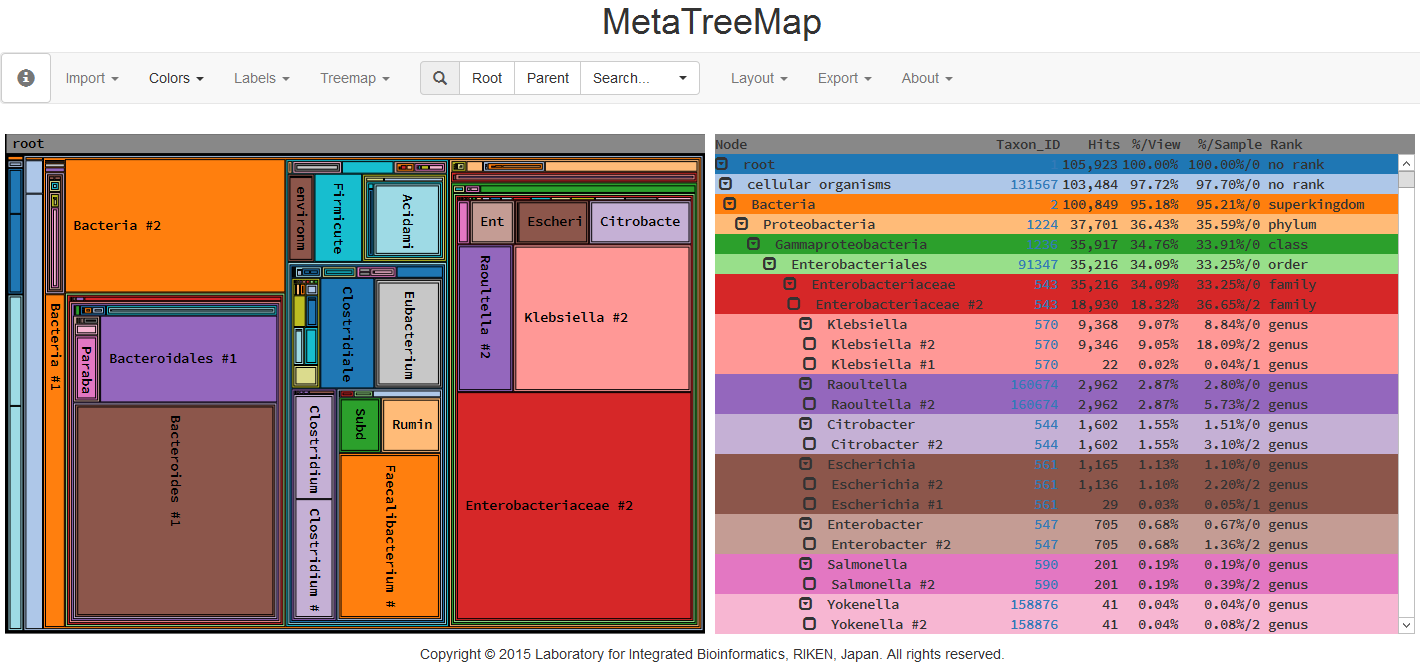 MetaTreeMap
Import Colors Labels Treemap Root Parent Search... Layout Export About
root
Bacteria #2
Bacteria #1
Bacteroidales #1
Paraba
Bacteroides #1
environm
Firmicute
Acidami
Clostridiale
Eubacterium
Clostridium
Clostridium #
Subd
Rumin
Faecalibacterium #
Ent
Escheri
Citrobacte
Raoultella #2
Klebsiella #2
Enterobacteriaceae #2
Node Taxon_ID Hits %/View %/Sample Rank
root 105,923 100.00% 100.00%/0 no rank
cellular organisms 131567 103,484 97.72% 97.70%/0 no rank
Bacteria 2 100,849 95.18% 95.21%/0 superkingdom
Proteobacteria 1224 37,701 36.43% 35.59%/0 phylum
Gammaproteobacteria 1236 35,917 34.76% 33.91%/0 class
Enterobacteriales 91347 35,216 34.09% 33.25%/0 order
Enterobacteriaceae 543 35,216 34.09% 33.25%/0 family
Enterobacteriaceae #2 543 18,930 18.32% 36.65%/2 family
Klebsiella 570 9,368 9.07% 8.84%/0 genus
Klebsiella #2 570 9,346 9.05% 18.09%/2 genus
Klebsiella #1 570 22 0.02% 0.04%/1 genus
Raoultella 160674 2,962 2.87% 2.80%/0 genus
Raoultella #2 160674 2,962 2.87% 5.73%/2 genus
Citrobacter 544 1,602 1.55% 1.51%/0 genus
Citrobacter #2 544 1,602 1.55% 3.10%/2 genus
Escherichia 561 1,165 1.13% 1.10%/0 genus
Escherichia #2 561 1,136 1.10% 2.20%/2 genus
Escherichia #1 561 29 0.03% 0.05%/1 genus
Enterobacter 547 705 0.68% 0.67%/0 genus
Enterobacter #2 547 705 0.68% 1.36%/2 genus
Salmonella 590 201 0.19% 0.19%/0 genus
Salmonella #2 590 201 0.19% 0.39%/2 genus
Yokenella 158876 41 0.04% 0.04%/0 genus
Yokenella #2 158876 41 0.04% 0.08%/2 genus
Copyright © 2015 Laboratory for Integrated Bioinformatics, RIKEN, Japan. All rights reserved.